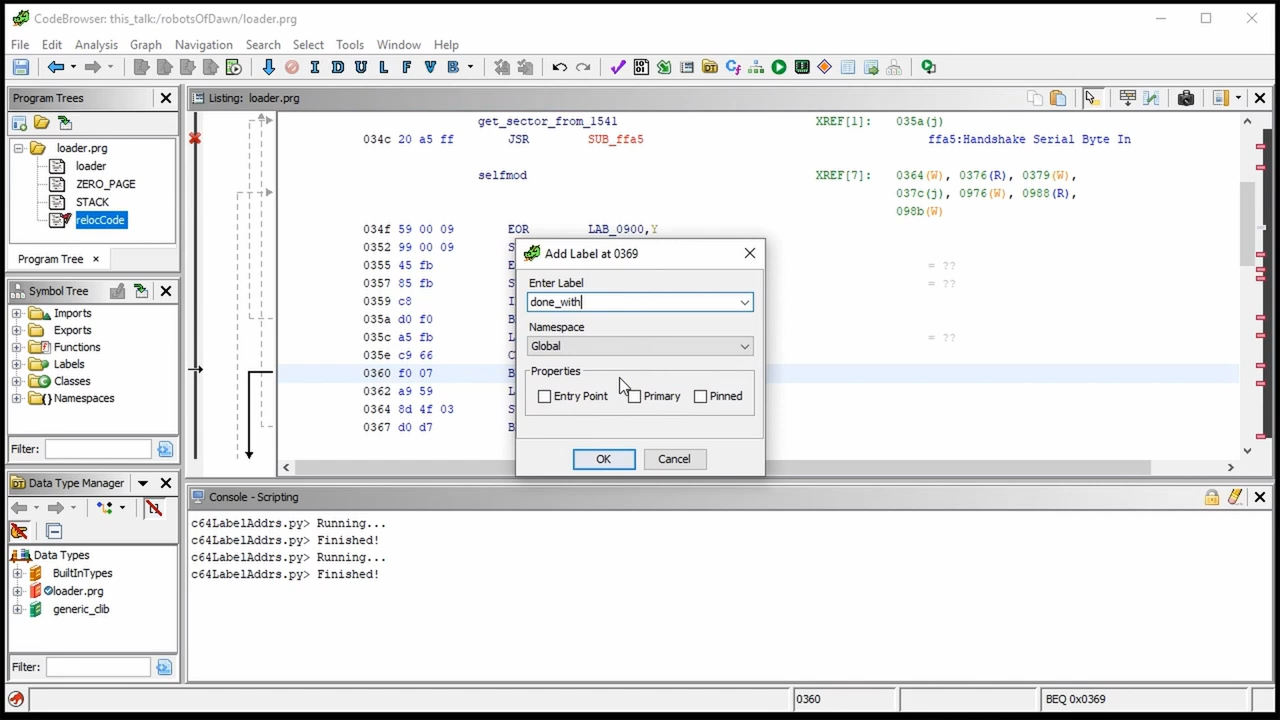 CodeBrowser: this_talk:/robotsOfDawn/loader.prg
File Edit Analysis Graph Navigation Search Select Tools Window Help
I D U L F V B
Program Trees
loader.prg
loader
ZERO_PAGE
STACK
relocCode
Program Tree
Symbol Tree
Imports
Exports
Functions
Labels
Classes
Namespaces
Filter:
Data Type Manager
Data Types
BuiltInTypes
loader.prg
generic_clib
Filter:
Listing: loader.prg
get_sector_from_1541 XREF[1]: 035a(j)
034c 20 a5 ff JSR SUB_ffa5 ffa5:Handshake Serial Byte In
selfmod XREF[7]: 0364(W), 0376(R), 0379(W),
037c(j), 0976(W), 0988(R),
098b(W)
034f 59 00 09 EOR LAB_0900,Y
0352 99 00 09 S
0355 45 fb E = ??
0357 85 fb S = ??
0359 c8 I
035a d0 f0 B
035c a5 fb L = ??
035e c9 66 C
0360 f0 07 B
0362 a9 59 L
0364 8d 4f 03 S
0367 d0 d7 B
Add Label at 0369
Enter Label
done_with
Namespace
Global
Properties
Entry Point Primary Pinned
OK Cancel
Console - Scripting
c64LabelAddrs.py> Running...
c64LabelAddrs.py> Finished!
c64LabelAddrs.py> Running...
c64LabelAddrs.py> Finished!
0360 BEQ 0x0369